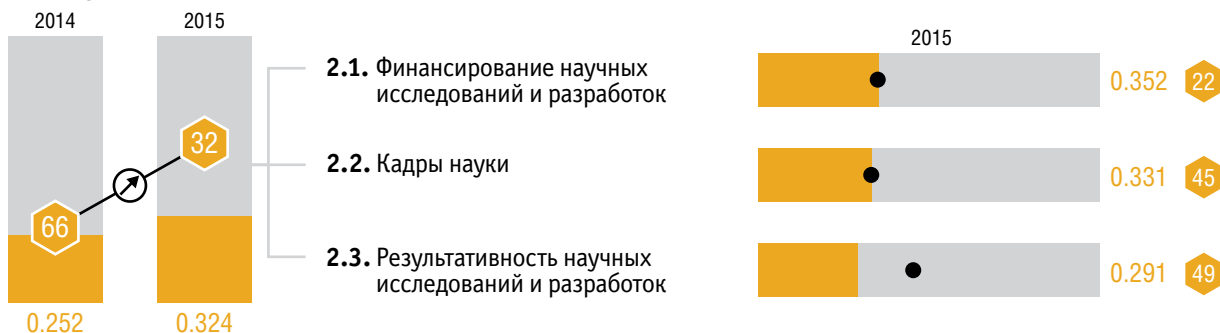 2014
2015
66
32
0.252
0.324
2.1. Финансирование научных
исследований и разработок
2.2. Кадры науки
2.3. Результативность научных
исследований и разработок
2015
0.352 22
0.331 45
0.291 49